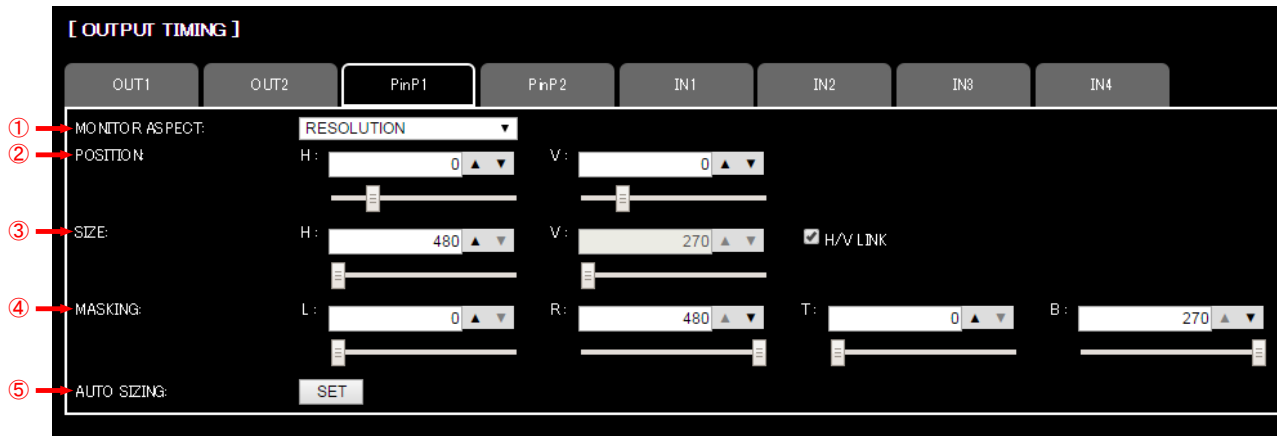 [ OUTPUT TIMING ]
OUT1 OUT2 PinP1 PinP2 IN1 IN2 IN3 IN4
① MONITOR ASPECT: RESOLUTION ▼
② POSITION: H : 0 ▲ ▼ V : 0 ▲ ▼
③ SIZE: H : 480 ▲ ▼ V : 270 ▲ ▼ H/V LINK
④ MASKING: L : 0 ▲ ▼ R : 480 ▲ ▼ T : 0 ▲ ▼ B : 270 ▲ ▼
⑤ AUTO SIZING: SET